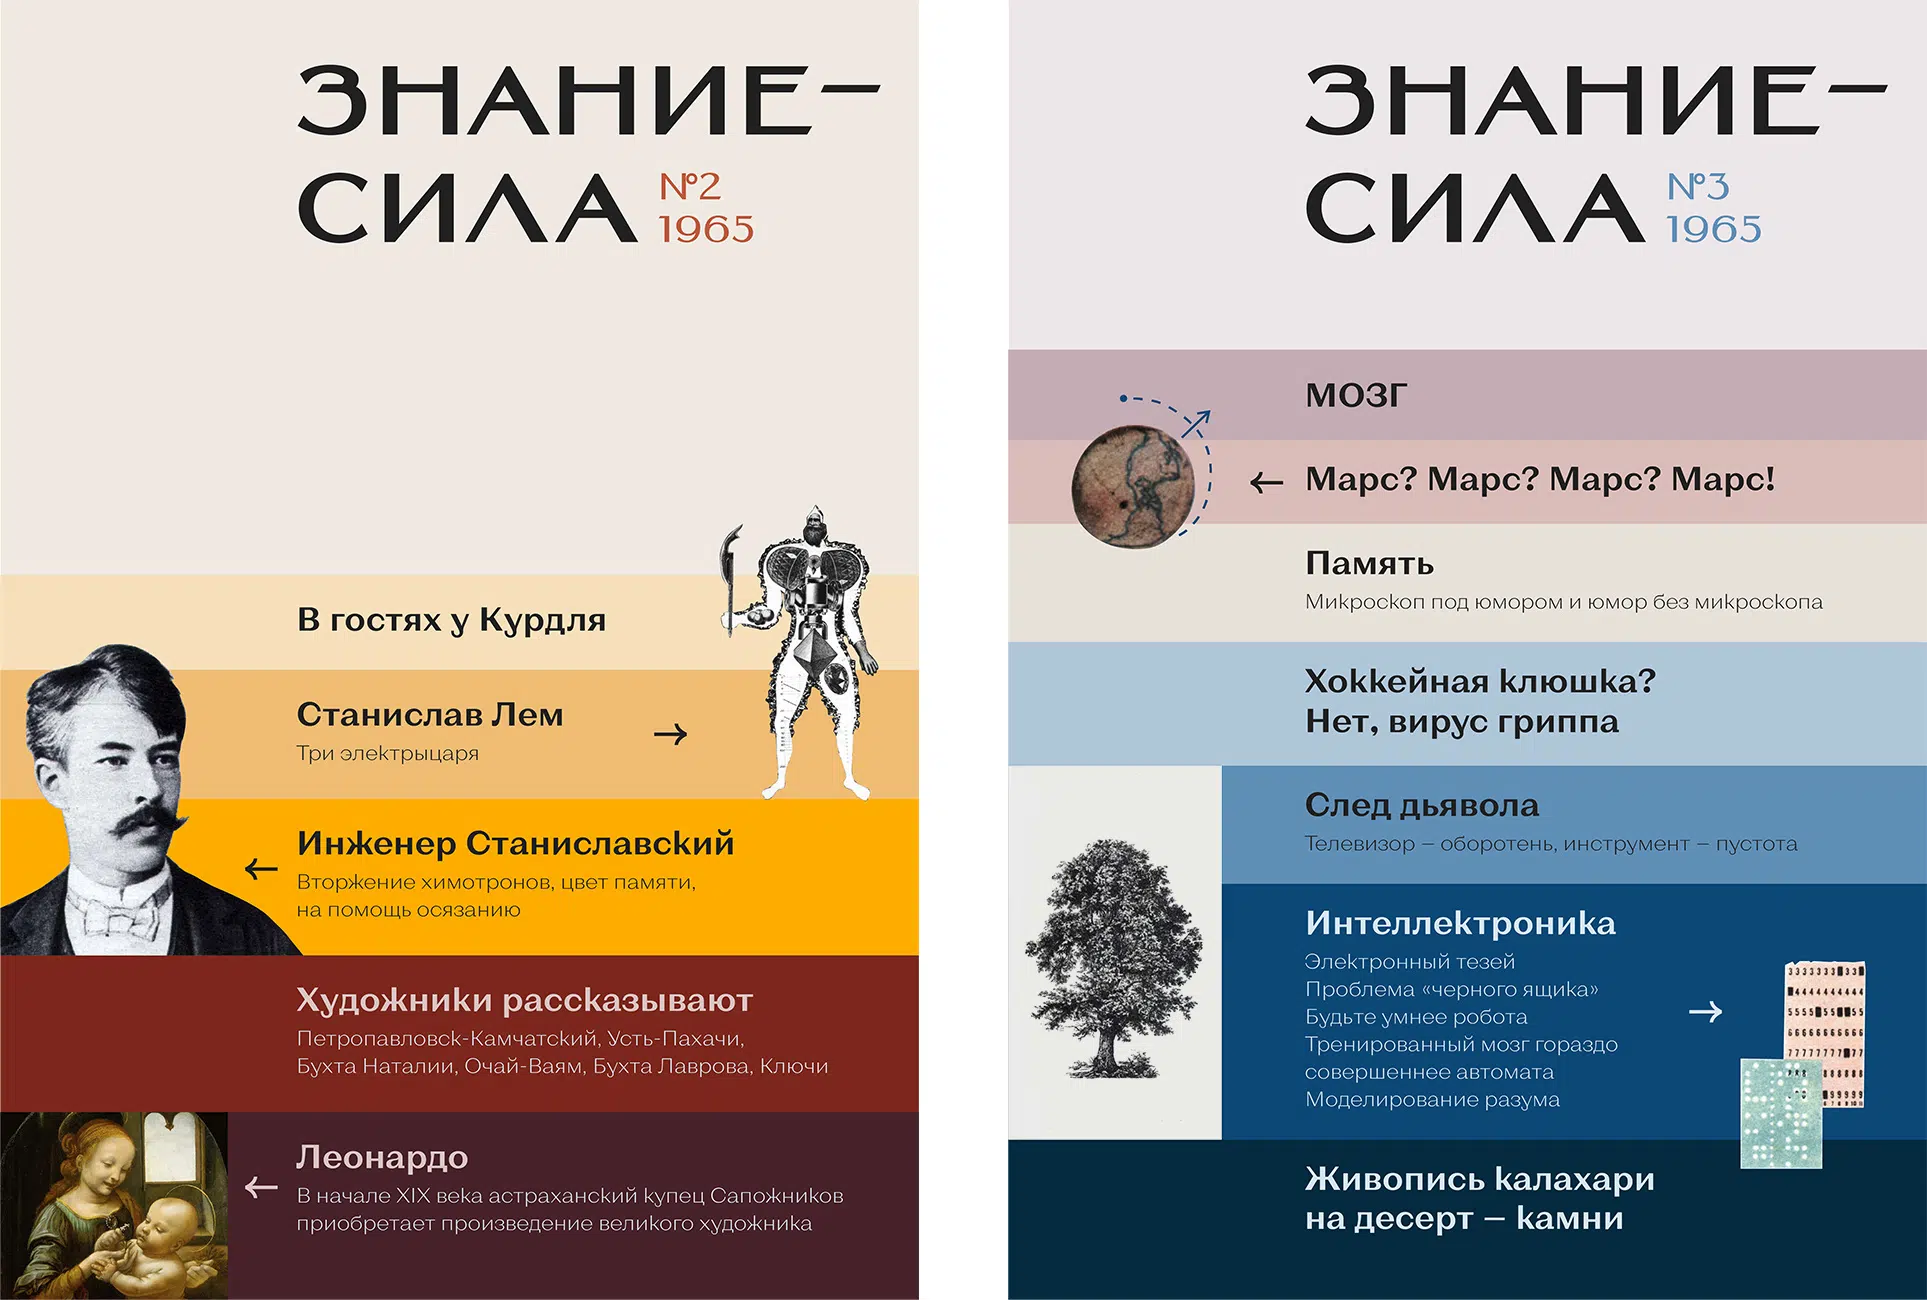 ЗНАНИЕ–
СИЛА
№2
1965
В гостях у Курдля
Станислав Лем
Три электрыцаря
Инженер Станиславский
Вторжение химотронов, цвет памяти,
на помощь осязанию
Художники рассказывают
Петропавловск-Камчатский, Усть-Пахачи,
Бухта Наталии, Очай-Ваям, Бухта Лаврова, Ключи
Леонардо
В начале XIX века астраханский купец Сапожников
приобретает произведение великого художника
ЗНАНИЕ–
СИЛА
№3
1965
МОЗГ
Марс? Марс? Марс? Марс!
Память
Микроскоп под юмором и юмор без микроскопа
Хоккейная клюшка?
Нет, вирус гриппа
След дьявола
Телевизор – оборотень, инструмент – пустота
Интеллектроника
Электронный тезей
Проблема «черного ящика»
Будьте умнее робота
Тренированный мозг гораздо
совершеннее автомата
Моделирование разума
Живопись калахари
на десерт – камни